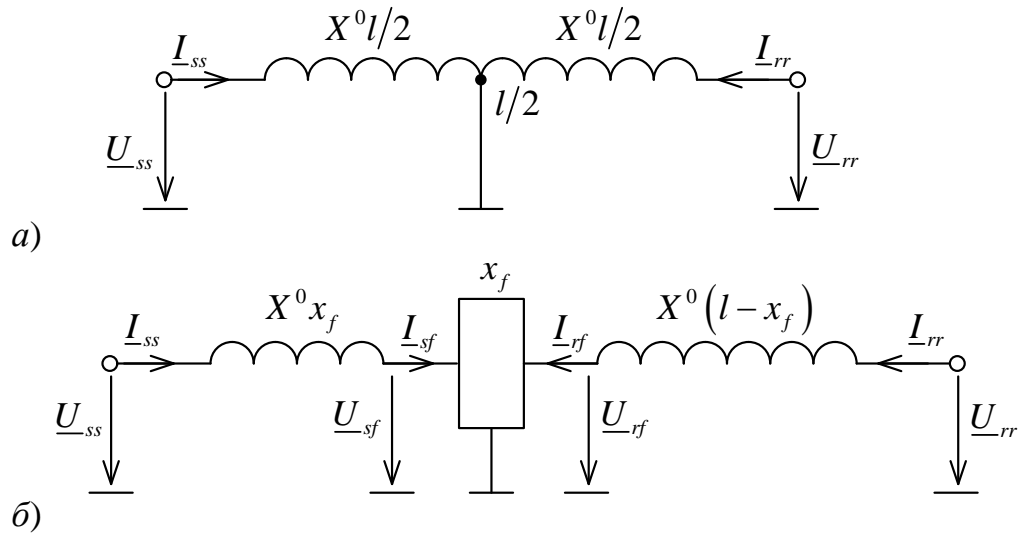 X⁰l/2 X⁰l/2
I_ss I_rr
l/2
U_ss U_rr
а)
x_f
X⁰x_f X⁰(l − x_f)
I_ss I_sf I_rf I_rr
U_ss U_sf U_rf U_rr
б)